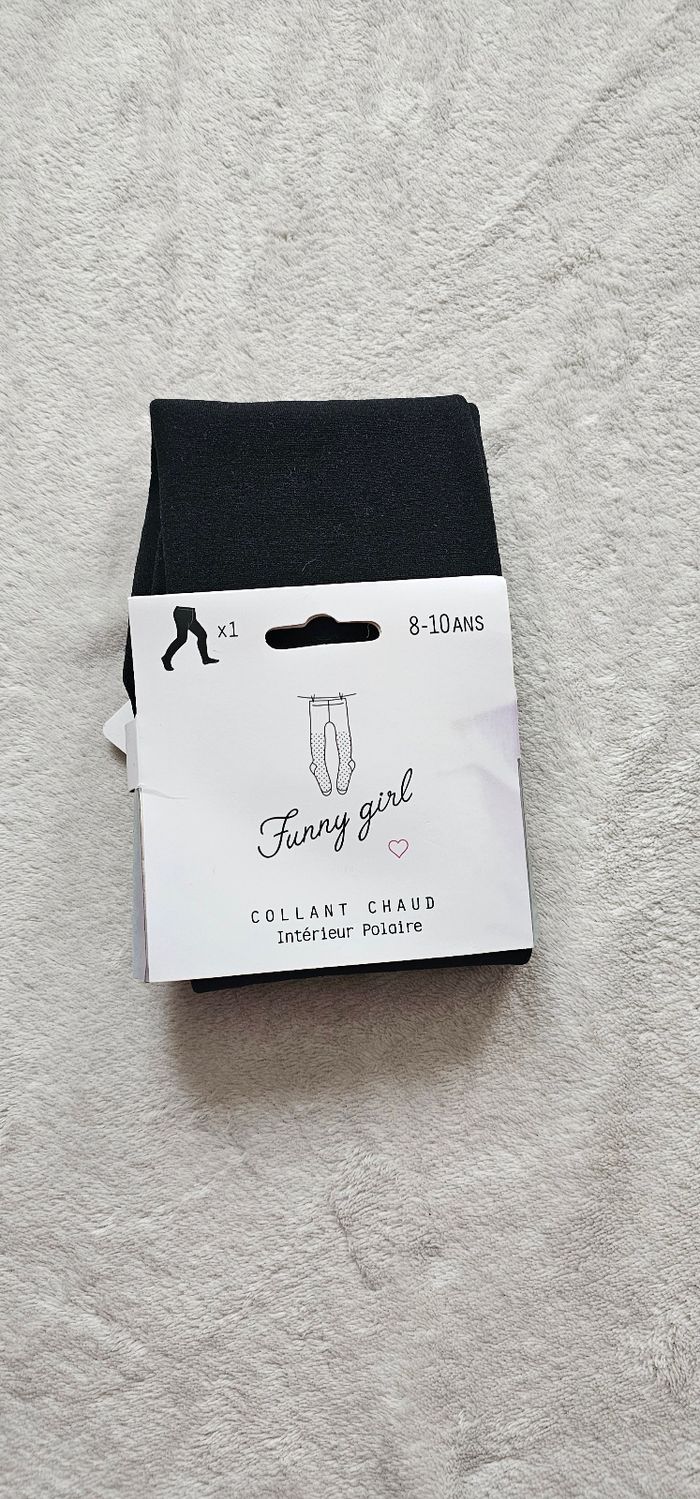 x1
8-10ANS
Funny girl
COLLANT CHAUD
Intérieur Polaire